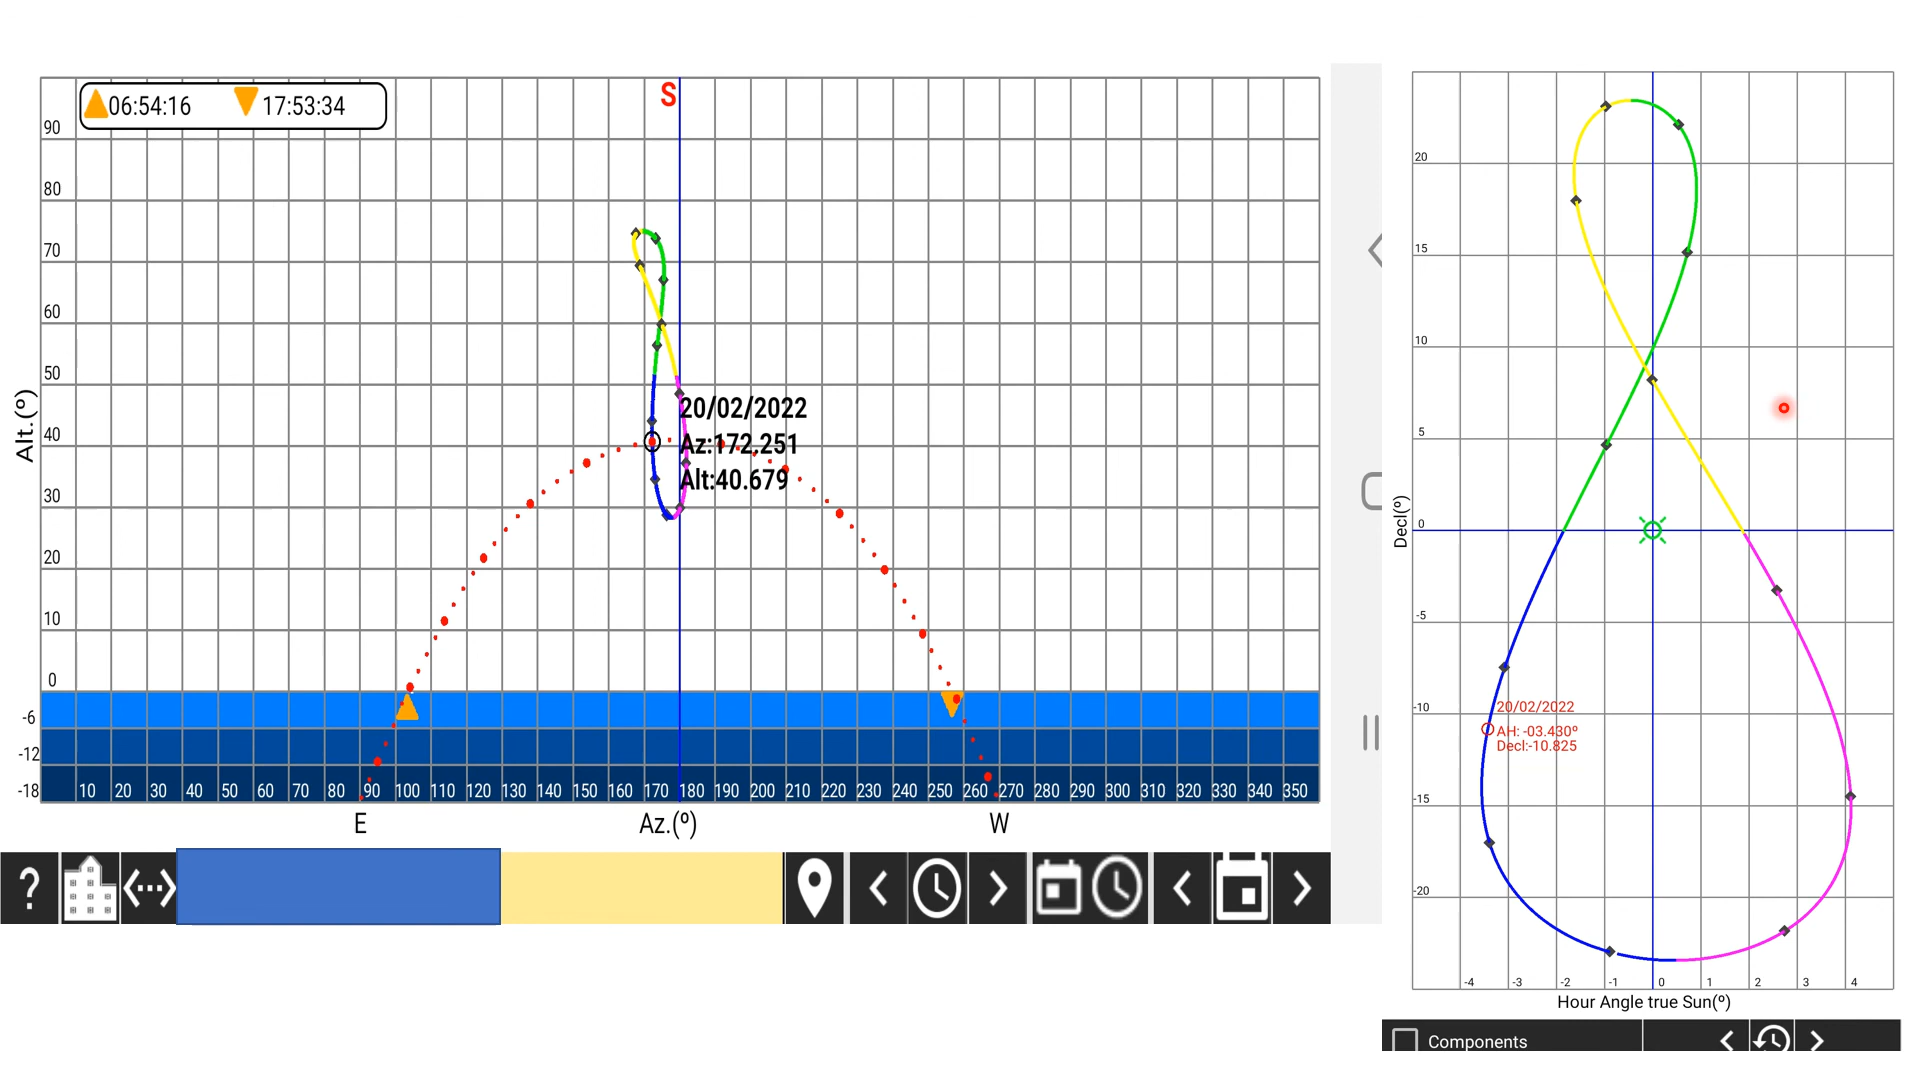 06:54:16 17:53:34
S
90
80
70
60
50
40
30
20
10
0
-6
-12
-18
Alt.(º)
20/02/2022
Az:172.251
Alt:40.679
10 20 30 40 50 60 70 80 90 100 110 120 130 140 150 160 170 180 190 200 210 220 230 240 250 260 270 280 290 300 310 320 330 340 350
E Az.(º) W
?
20
15
10
5
0
-5
-10
-15
-20
Decl(º)
20/02/2022
AH: -03.430º
Decl:-10.825
-4 -3 -2 -1 0 1 2 3 4
Hour Angle true Sun(º)
Components